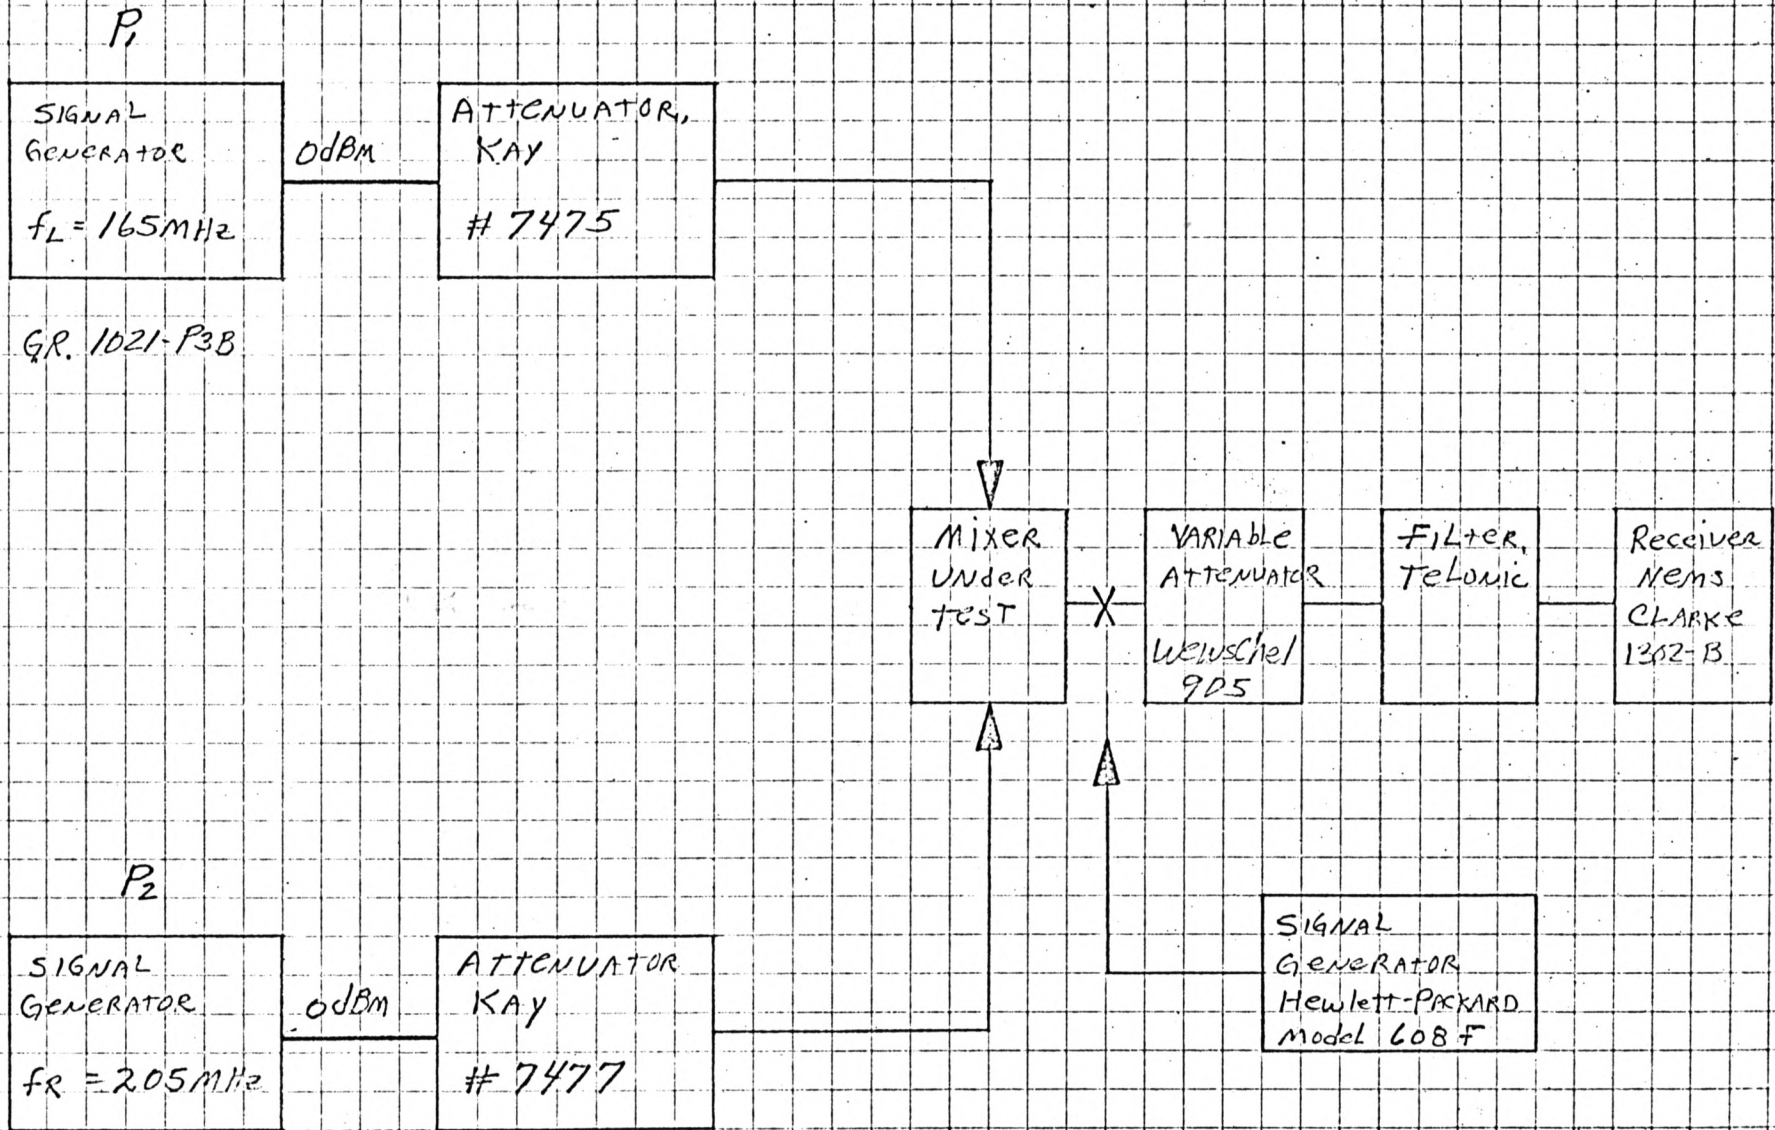 P1
SIGNAL
GENERATOR
fL = 165MHz
0dBm
ATTENUATOR,
KAY
# 7475
GR. 1021-P3B
Mixer
Under
Test
X
VARIABLE
ATTENUATOR
Weinschel
905
FILTER,
TELONIC
Receiver
Nems
CLARKE
1302-B
P2
SIGNAL
GENERATOR
fR = 205MHz
0dBm
ATTENUATOR
KAY
# 7477
SIGNAL
GENERATOR
Hewlett-PACKARD
Model 608F